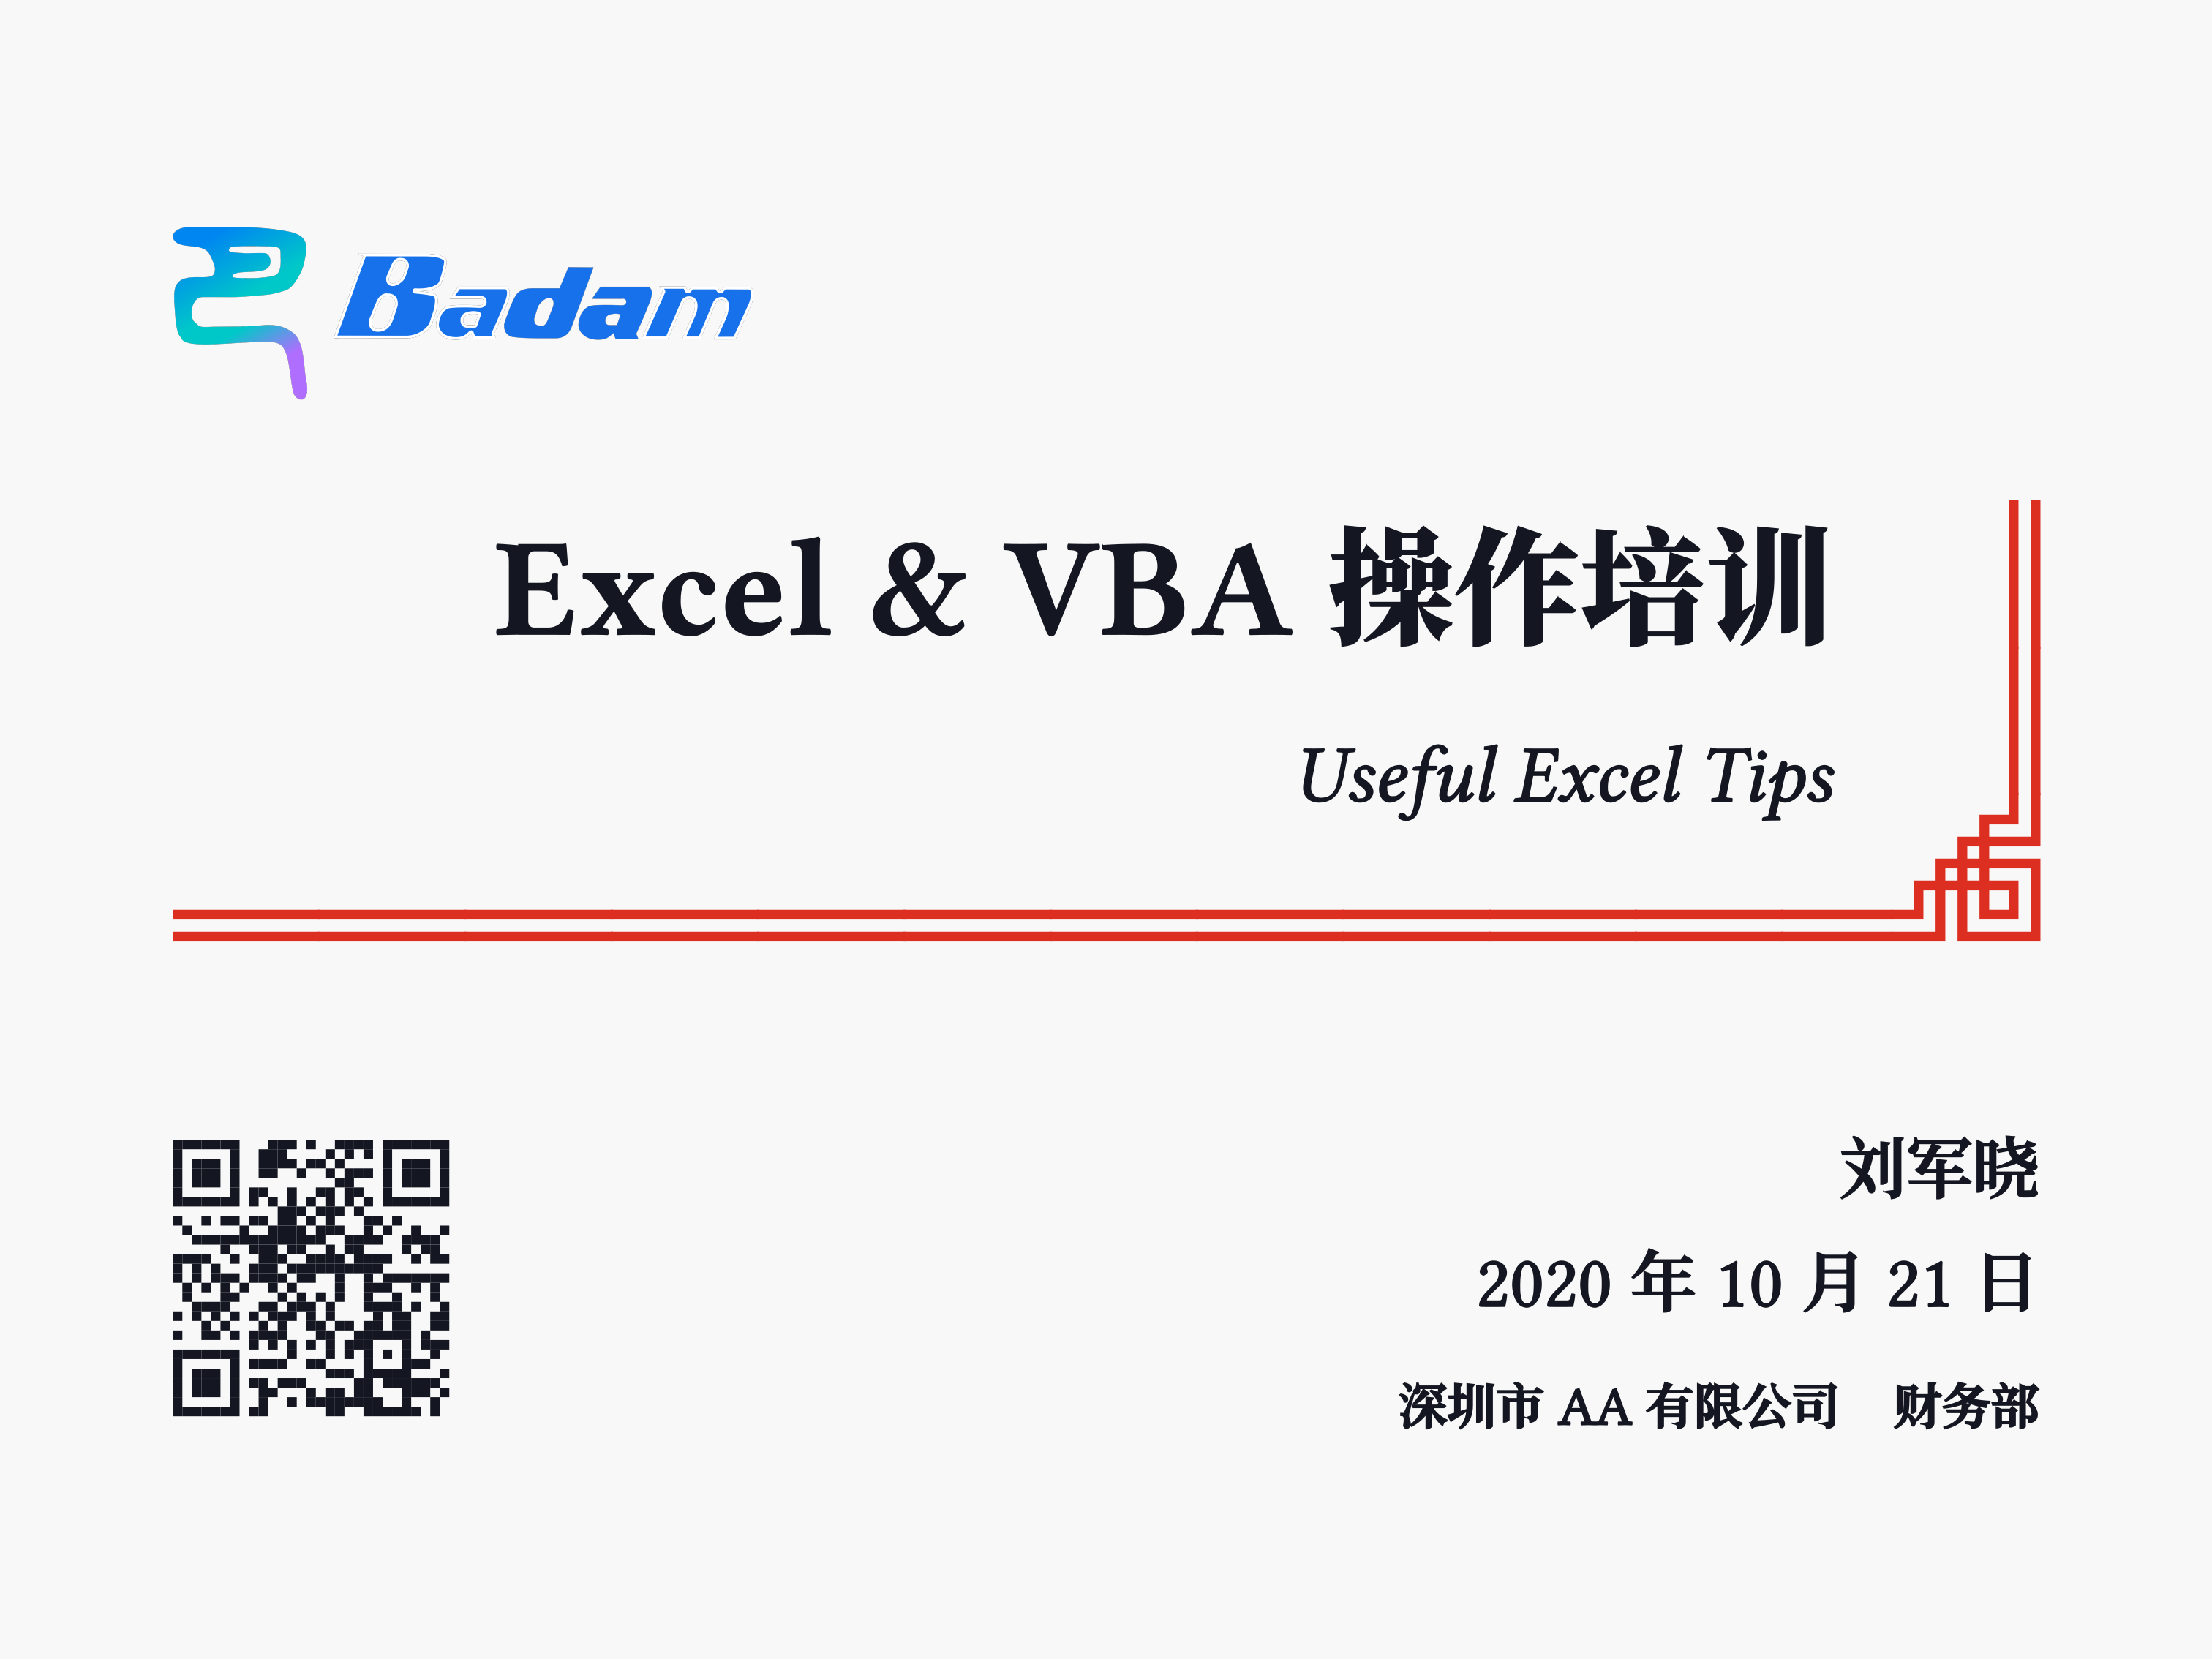 Badam
Excel & VBA 操作培训
Useful Excel Tips
刘军晓
2020 年 10 月 21 日
深圳市 AA 有限公司　财务部